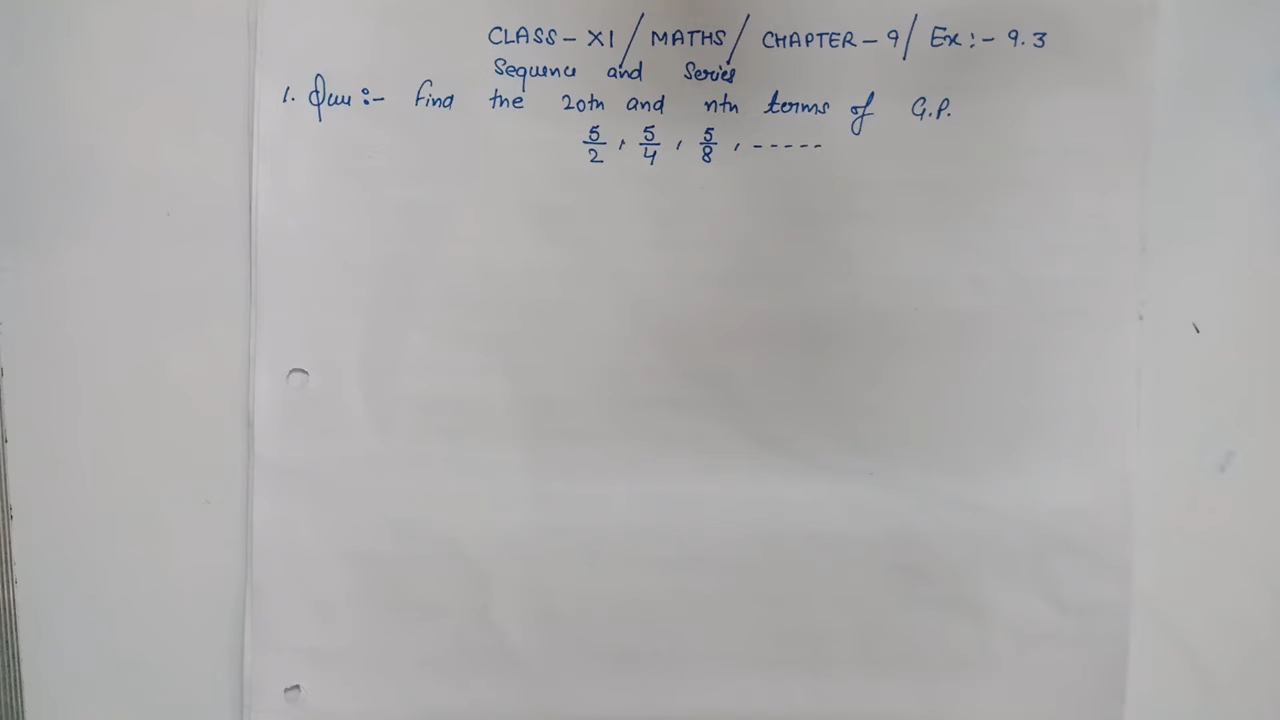 CLASS - XI / MATHS / CHAPTER - 9 / Ex :- 9.3
Sequence and Series
1. Que :- Find the 20th and nth terms of G.P.
5/2 , 5/4 , 5/8 , -----